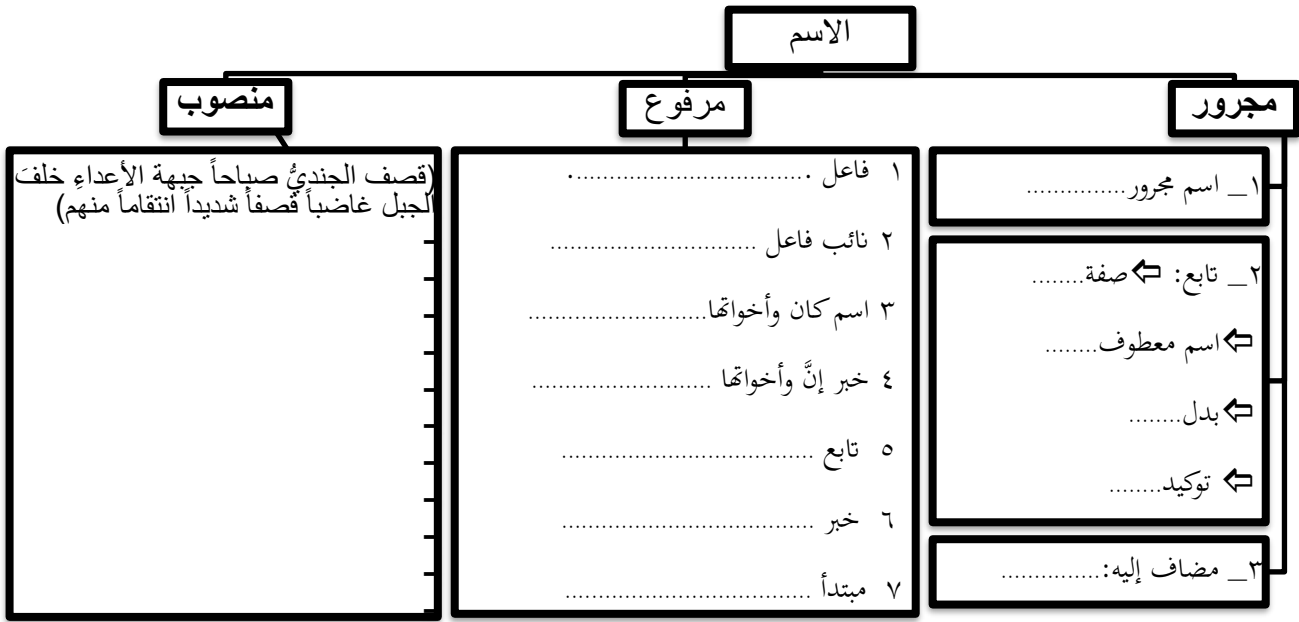 الاسم
مجرور
مرفوع
منصوب
١_ اسم مجرور...............
٢_ تابع: ⇦صفة........
⇦اسم معطوف........
⇦بدل........
⇦ توكيد........
٣_ مضاف إليه:...............
١ فاعل ................................. .
٢ نائب فاعل ...............................
٣ اسم كان وأخواتها...........................
٤ خبر إنَّ وأخواتها ...........................
٥ تابع ......................................
٦ خبر ......................................
٧ مبتدأ .....................................
(قصف الجنديُّ صباحاً جبهة الأعداءِ خلفَ
الجبل غاضباً قصفاً شديداً انتقاماً منهم)
–
–
–
–
–
–
–
–
–
–
–